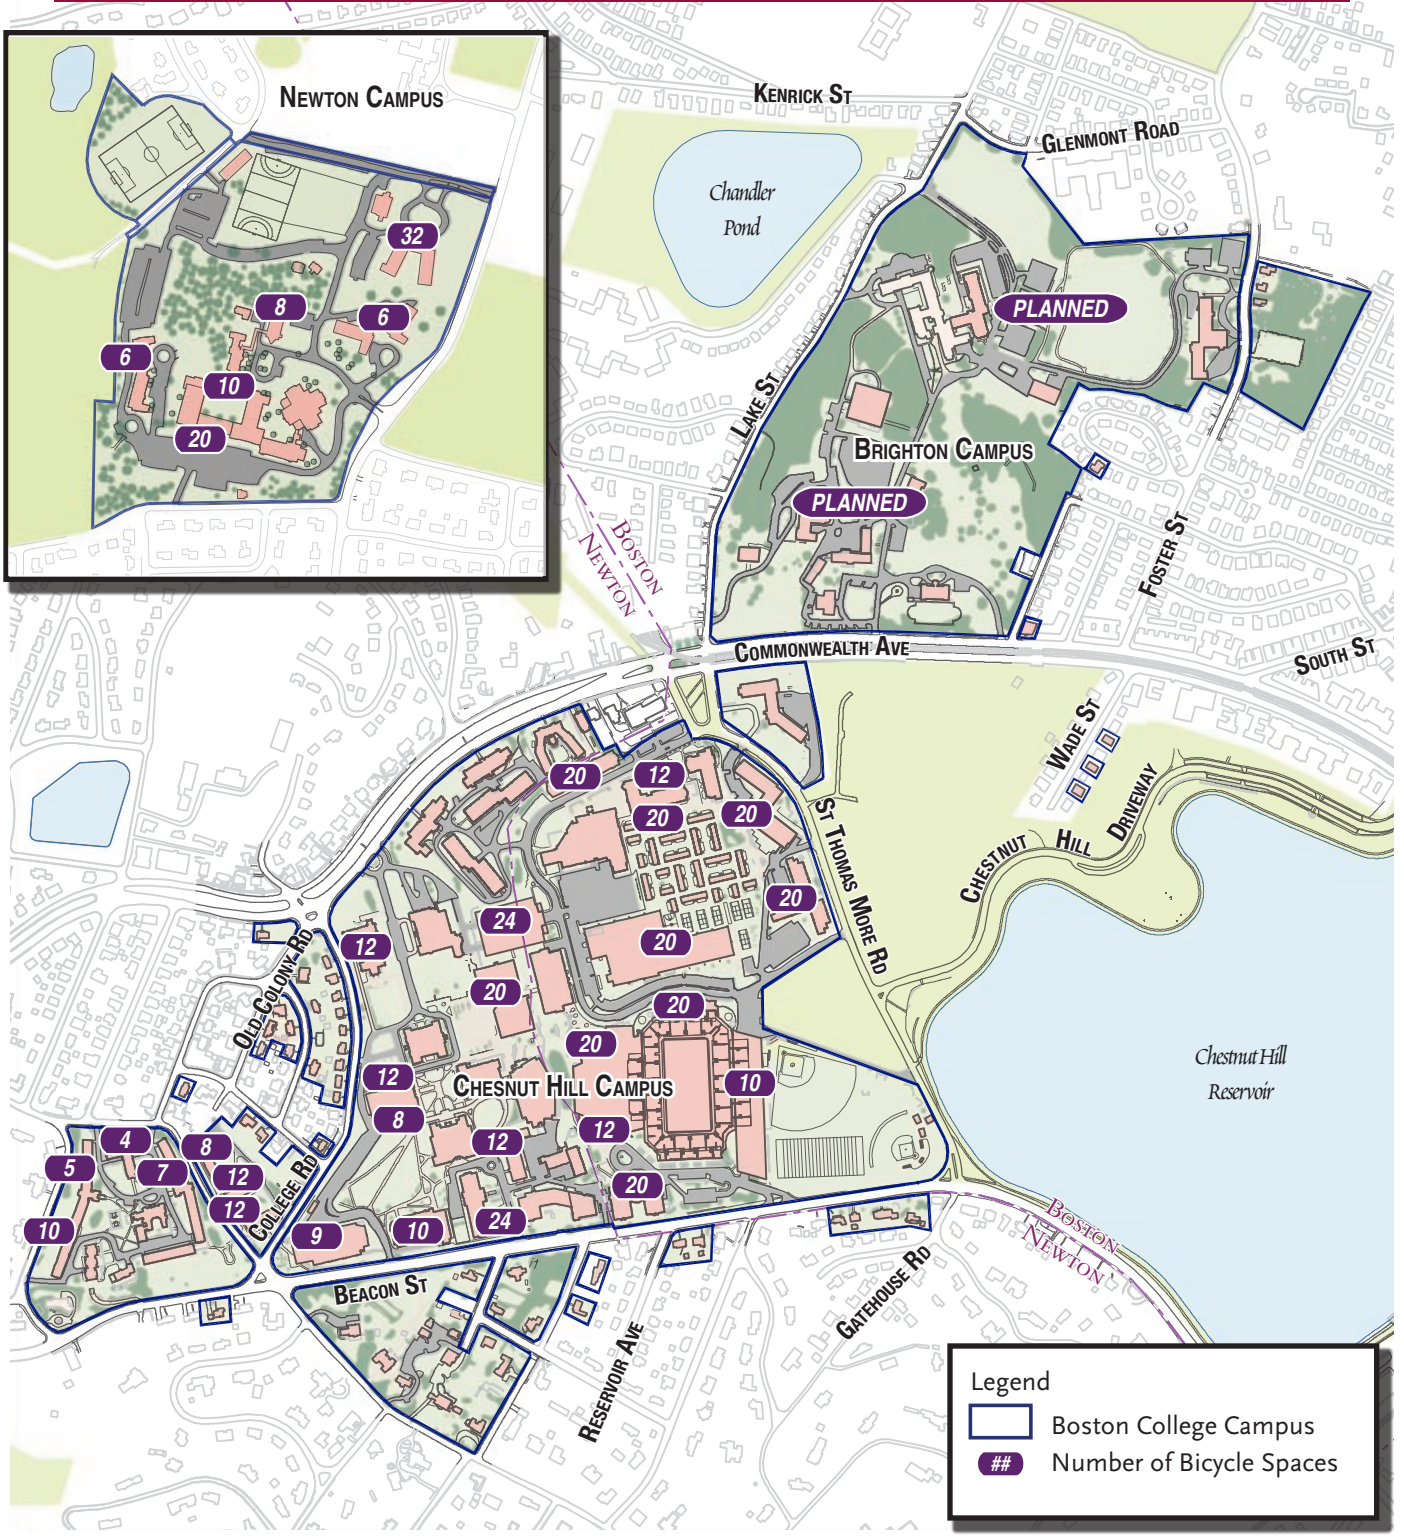 NEWTON CAMPUS
32
8
6
6
10
20
KENRICK ST
GLENMONT ROAD
Chandler
Pond
PLANNED
LAKE ST
BRIGHTON CAMPUS
PLANNED
FOSTER ST
BOSTON
NEWTON
COMMONWEALTH AVE
SOUTH ST
WADE ST
CHESTNUT HILL DRIVEWAY
ST THOMAS MORE RD
20
12
20
20
20
24
12
20
20
20
20
OLD COLONY RD
Chestnut Hill
Reservoir
12
CHESNUT HILL CAMPUS
10
8
12
12
4
8
5
7
12
20
12
10
COLLEGE RD
9
10
24
BOSTON
NEWTON
BEACON ST
GATEHOUSE RD
RESERVOIR AVE
Legend
Boston College Campus
## Number of Bicycle Spaces